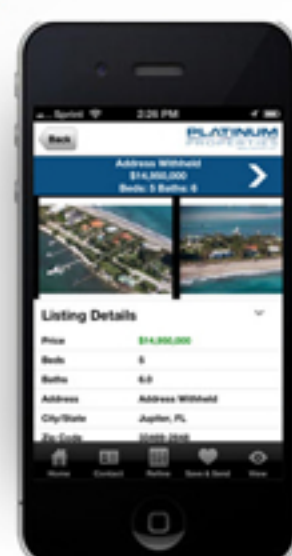 Sprint 2:26 PM
Back PLATINUM
PROPERTIES
Address Withheld
$14,950,000
Beds: 5 Baths: 6
Listing Details
Price $14,950,000
Beds 5
Baths 6.0
Address Address Withheld
City/State Jupiter, FL
Zip Code
Home Contact Refine Save & Send View